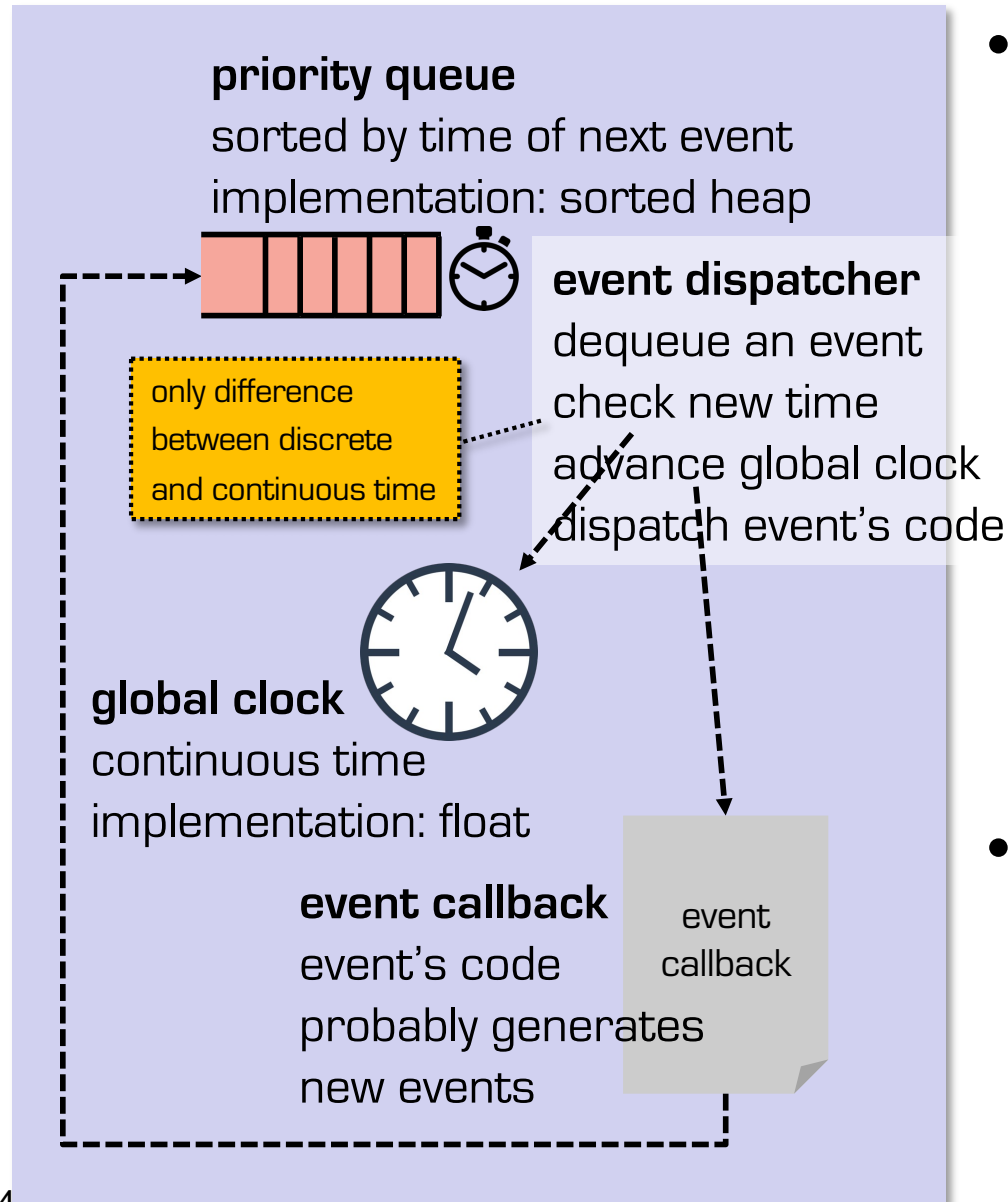 priority queue
sorted by time of next event
implementation: sorted heap
event dispatcher
dequeue an event
check new time
advance global clock
dispatch event's code
only difference
between discrete
and continuous time
global clock
continuous time
implementation: float
event callback
event's code
probably generates
new events
event
callback
4